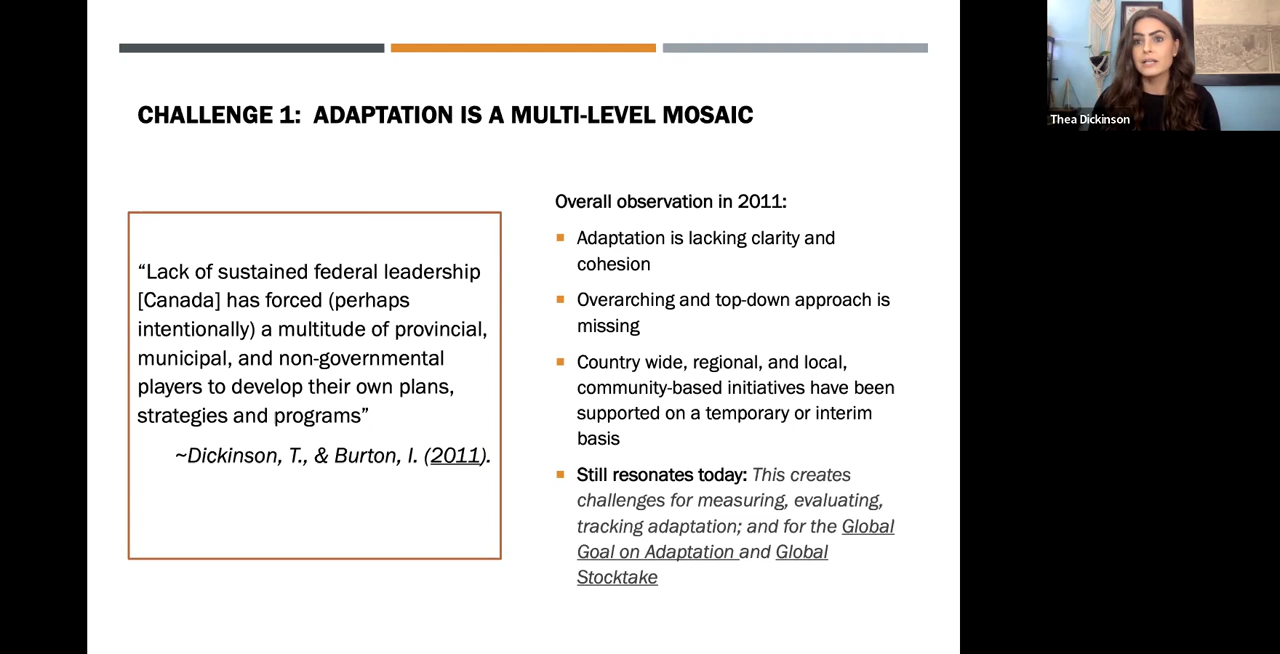 CHALLENGE 1:  ADAPTATION IS A MULTI-LEVEL MOSAIC
“Lack of sustained federal leadership
[Canada] has forced (perhaps
intentionally) a multitude of provincial,
municipal, and non-governmental
players to develop their own plans,
strategies and programs”
~Dickinson, T., & Burton, I. (2011).
Overall observation in 2011:
Adaptation is lacking clarity and
cohesion
Overarching and top-down approach is
missing
Country wide, regional, and local,
community-based initiatives have been
supported on a temporary or interim
basis
Still resonates today: This creates
challenges for measuring, evaluating,
tracking adaptation; and for the Global
Goal on Adaptation and Global
Stocktake
Thea Dickinson